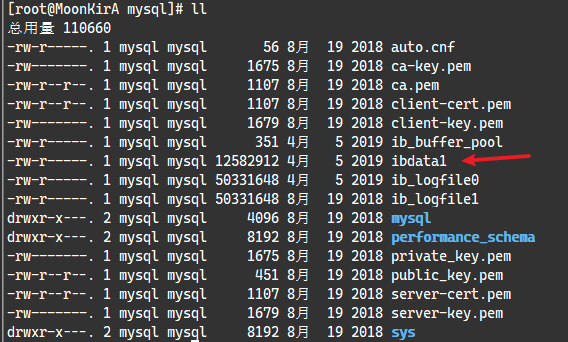 [root@MoonKirA mysql]# ll
总用量 110660
-rw-r-----. 1 mysql mysql       56 8月  19 2018 auto.cnf
-rw-------. 1 mysql mysql     1675 8月  19 2018 ca-key.pem
-rw-r--r--. 1 mysql mysql     1107 8月  19 2018 ca.pem
-rw-r--r--. 1 mysql mysql     1107 8月  19 2018 client-cert.pem
-rw-------. 1 mysql mysql     1679 8月  19 2018 client-key.pem
-rw-r-----. 1 mysql mysql      351 4月   5 2019 ib_buffer_pool
-rw-r-----. 1 mysql mysql 12582912 4月   5 2019 ibdata1
-rw-r-----. 1 mysql mysql 50331648 4月   5 2019 ib_logfile0
-rw-r-----. 1 mysql mysql 50331648 8月  19 2018 ib_logfile1
drwxr-x---. 2 mysql mysql     4096 8月  19 2018 mysql
drwxr-x---. 2 mysql mysql     8192 8月  19 2018 performance_schema
-rw-------. 1 mysql mysql     1675 8月  19 2018 private_key.pem
-rw-r--r--. 1 mysql mysql      451 8月  19 2018 public_key.pem
-rw-r--r--. 1 mysql mysql     1107 8月  19 2018 server-cert.pem
-rw-------. 1 mysql mysql     1679 8月  19 2018 server-key.pem
drwxr-x---. 2 mysql mysql     8192 8月  19 2018 sys